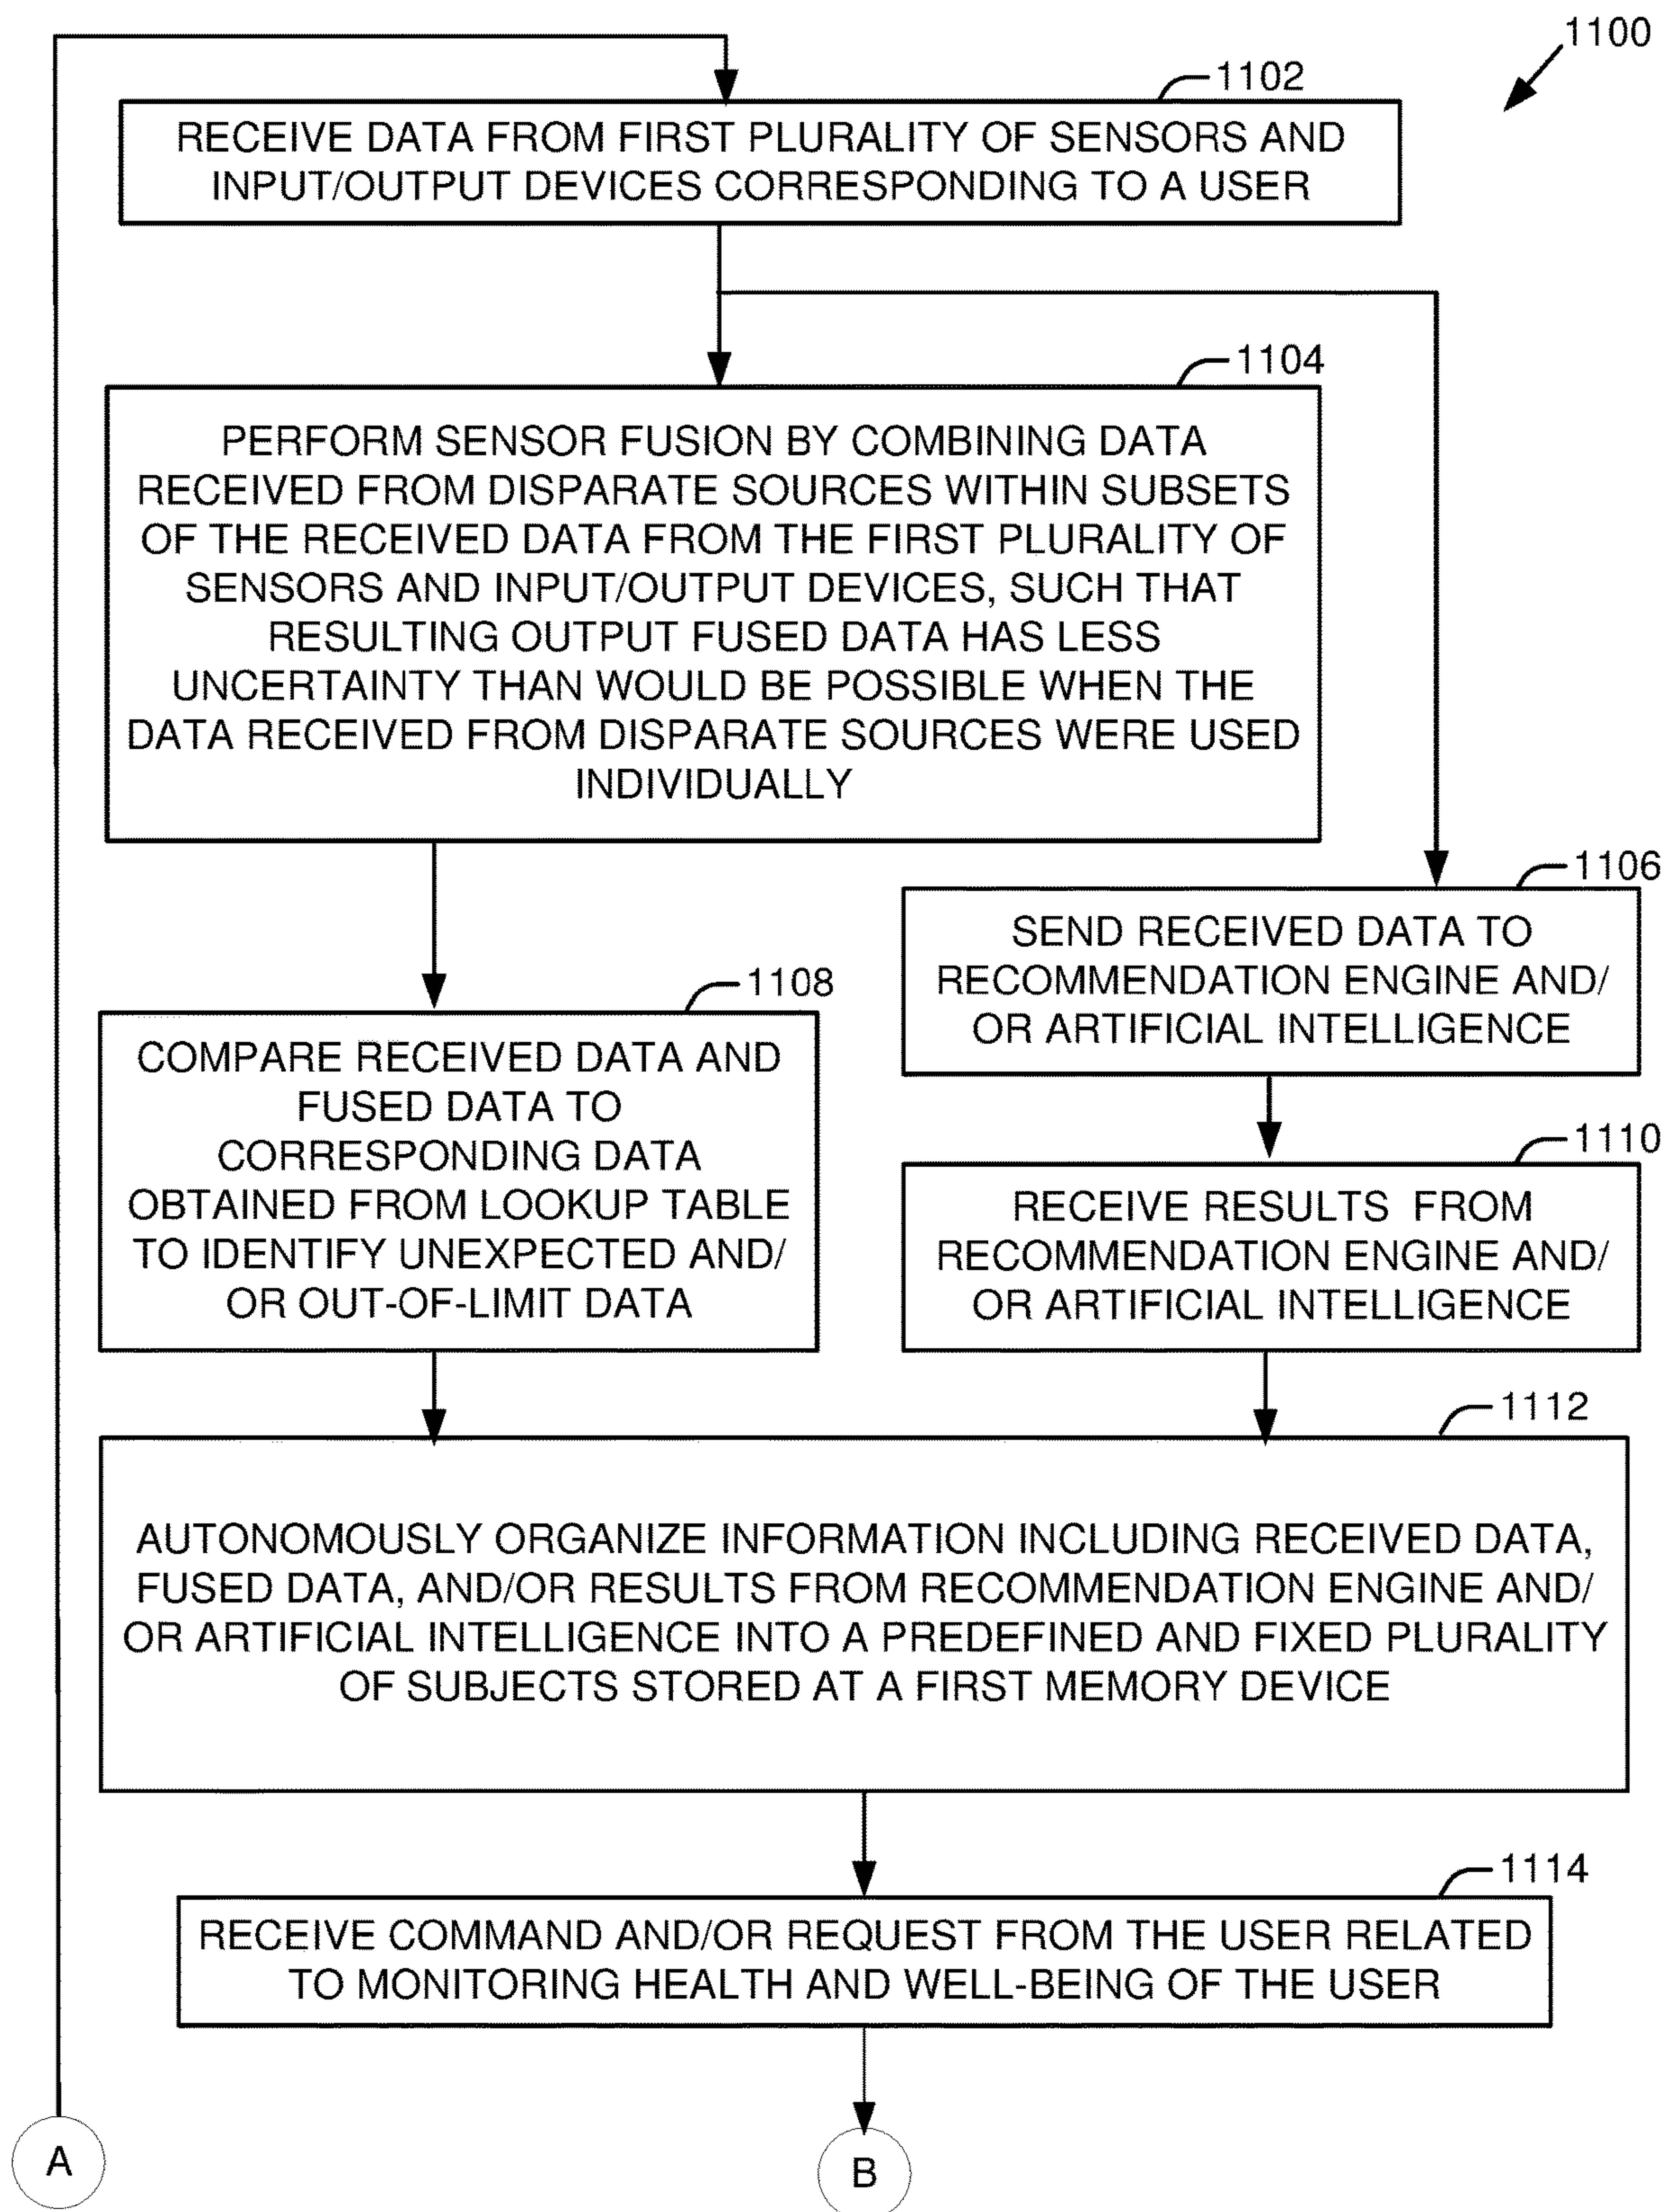 1100
1102
RECEIVE DATA FROM FIRST PLURALITY OF SENSORS AND
INPUT/OUTPUT DEVICES CORRESPONDING TO A USER
1104
PERFORM SENSOR FUSION BY COMBINING DATA
RECEIVED FROM DISPARATE SOURCES WITHIN SUBSETS
OF THE RECEIVED DATA FROM THE FIRST PLURALITY OF
SENSORS AND INPUT/OUTPUT DEVICES, SUCH THAT
RESULTING OUTPUT FUSED DATA HAS LESS
UNCERTAINTY THAN WOULD BE POSSIBLE WHEN THE
DATA RECEIVED FROM DISPARATE SOURCES WERE USED
INDIVIDUALLY
1106
SEND RECEIVED DATA TO
RECOMMENDATION ENGINE AND/
OR ARTIFICIAL INTELLIGENCE
1108
COMPARE RECEIVED DATA AND
FUSED DATA TO
CORRESPONDING DATA
OBTAINED FROM LOOKUP TABLE
TO IDENTIFY UNEXPECTED AND/
OR OUT-OF-LIMIT DATA
1110
RECEIVE RESULTS FROM
RECOMMENDATION ENGINE AND/
OR ARTIFICIAL INTELLIGENCE
1112
AUTONOMOUSLY ORGANIZE INFORMATION INCLUDING RECEIVED DATA,
FUSED DATA, AND/OR RESULTS FROM RECOMMENDATION ENGINE AND/
OR ARTIFICIAL INTELLIGENCE INTO A PREDEFINED AND FIXED PLURALITY
OF SUBJECTS STORED AT A FIRST MEMORY DEVICE
1114
RECEIVE COMMAND AND/OR REQUEST FROM THE USER RELATED
TO MONITORING HEALTH AND WELL-BEING OF THE USER
A
B